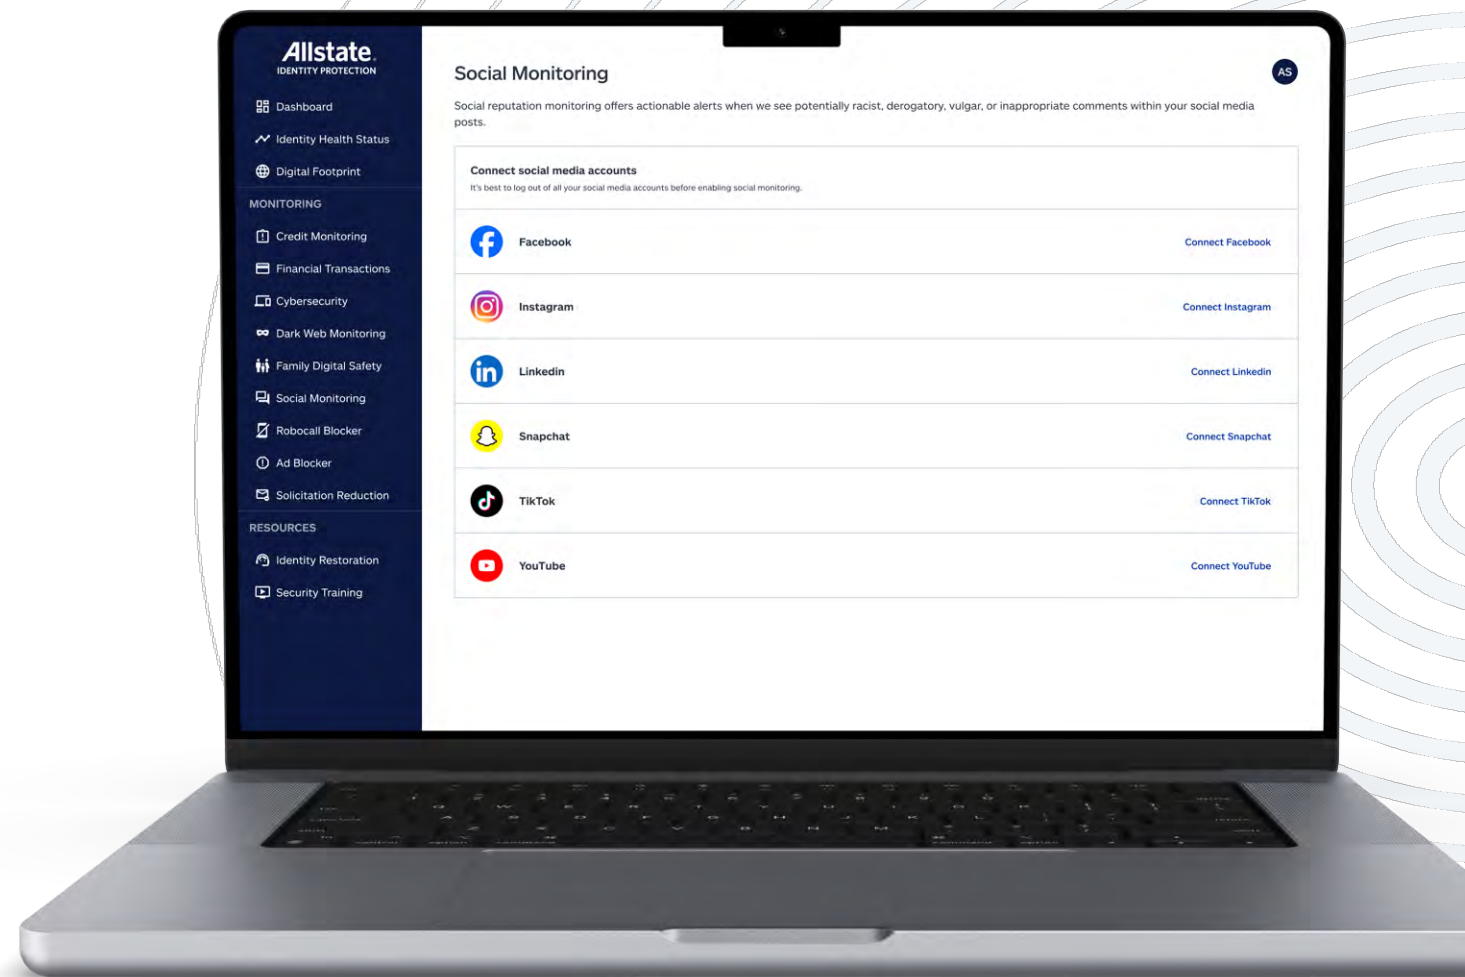 Allstate
IDENTITY PROTECTION
Dashboard
Identity Health Status
Digital Footprint
MONITORING
Credit Monitoring
Financial Transactions
Cybersecurity
Dark Web Monitoring
Family Digital Safety
Social Monitoring
Robocall Blocker
Ad Blocker
Solicitation Reduction
RESOURCES
Identity Restoration
Security Training
Social Monitoring
AS
Social reputation monitoring offers actionable alerts when we see potentially racist, derogatory, vulgar, or inappropriate comments within your social media
posts.
Connect social media accounts
It's best to log out of all your social media accounts before enabling social monitoring.
Facebook
Connect Facebook
Instagram
Connect Instagram
in
Linkedin
Connect Linkedin
Snapchat
Connect Snapchat
TikTok
Connect TikTok
YouTube
Connect YouTube